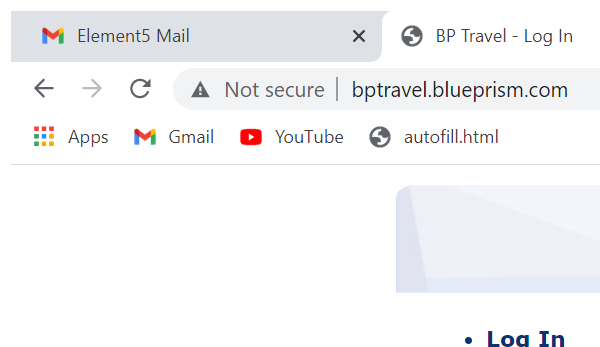 Element5 Mail
BP Travel - Log In
Not secure | bptravel.blueprism.com
Apps
Gmail
YouTube
autofill.html
Log In